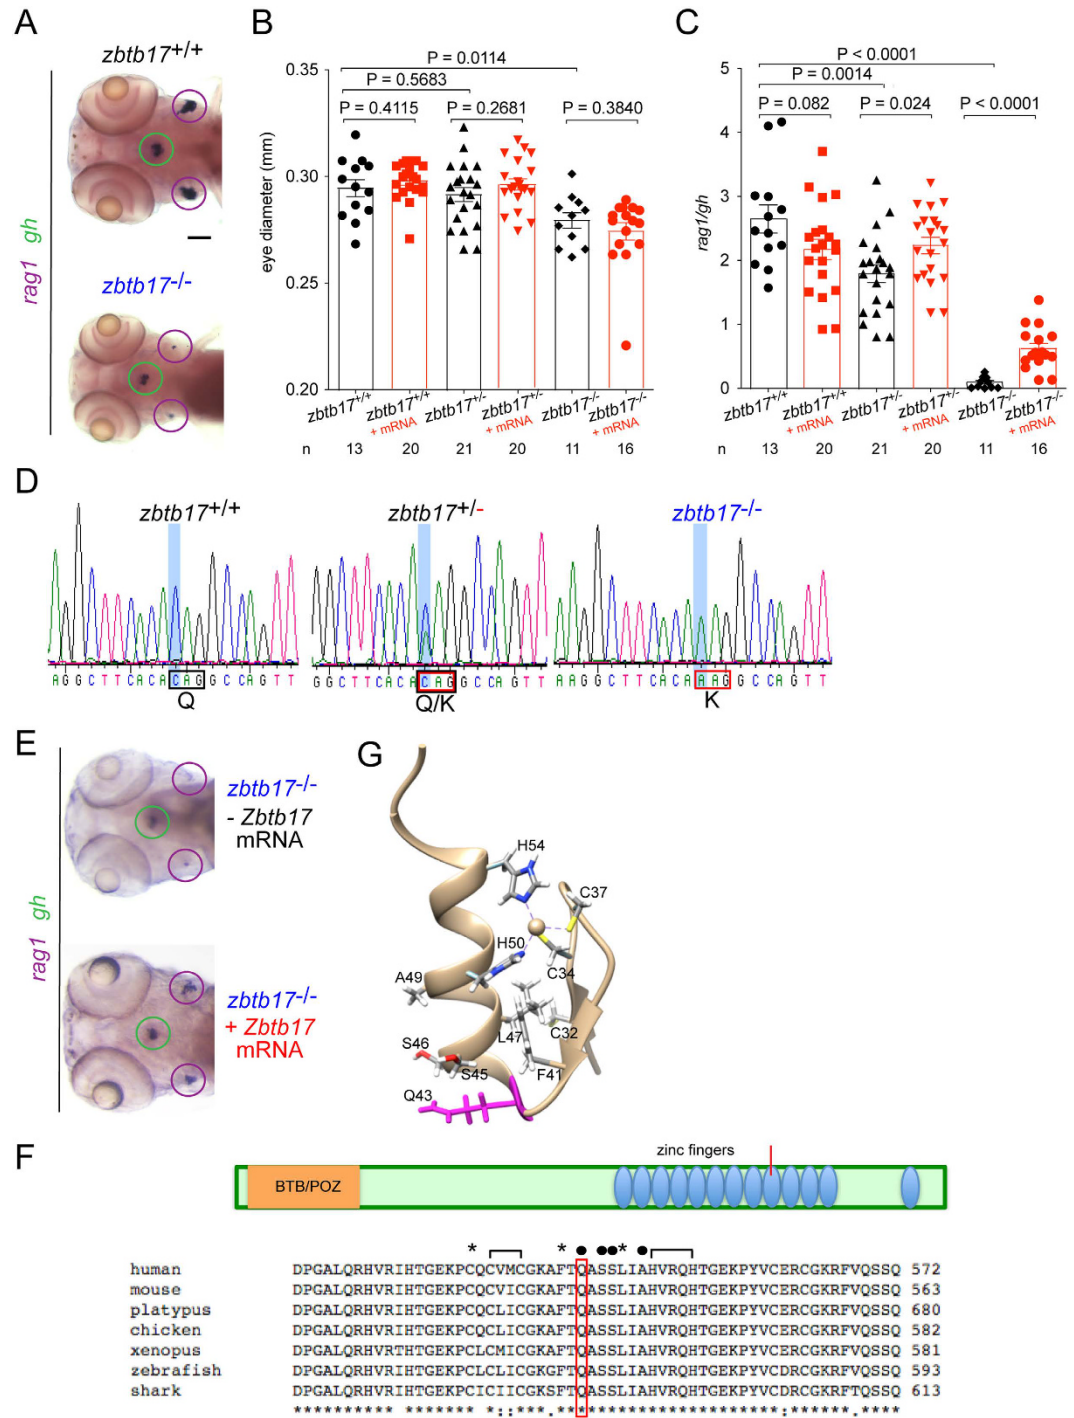 A
zbtb17+/+
rag1 gh
zbtb17-/-
B
P = 0.0114
P = 0.5683
P = 0.4115 P = 0.2681 P = 0.3840
eye diameter (mm)
0.35
0.30
0.25
0.20
zbtb17+/+ zbtb17+/+ + mRNA zbtb17+/- zbtb17+/- + mRNA zbtb17-/- zbtb17-/- + mRNA
n 13 20 21 20 11 16
C
P < 0.0001
P = 0.0014
P = 0.082 P = 0.024 P < 0.0001
rag1/gh
5
4
3
2
1
0
zbtb17+/+ zbtb17+/+ + mRNA zbtb17+/- zbtb17+/- + mRNA zbtb17-/- zbtb17-/- + mRNA
13 20 21 20 11 16
D
zbtb17+/+ zbtb17+/- zbtb17-/-
AGGCTTCACACAGGCCAGTT GGCTTCACACAGGCCAGTT AAGGCTTCACAAAGGCCAGTT
Q Q/K K
E
rag1 gh
zbtb17-/-
- Zbtb17
mRNA
zbtb17-/-
+ Zbtb17
mRNA
G
H54
C37
H50
C34
A49
L47
C32
S46
S45
F41
Q43
F
zinc fingers
BTB/POZ
* * ● ●●* ●
human DPGALQRHVRIHTGEKPCQCVMCGKAFTQASSLIAHVRQHTGEKPYVCERCGKRFVQSSQ 572
mouse DPGALQRHVRIHTGEKPCQCVICGKAFTQASSLIAHVRQHTGEKPYVCERCGKRFVQSSQ 563
platypus DPGALQRHVRIHTGEKPCQCLICGKAFTQASSLIAHVRQHTGEKPYVCERCGKRFVQSSQ 680
chicken DPGALQRHVRIHTGEKPCQCLICGKAFTQASSLIAHVRQHTGEKPYVCERCGKRFVQSSQ 582
xenopus DPGALQRHVRTHTGEKPCLCMICGKAFTQASSLIAHVRQHTGEKPYVCERCGKRFVQSSQ 581
zebrafish DPGALQRHVRIHTGEKPCLCLICGKGFTQASSLIAHVRQHTGEKPYVCERCGKRFVQSSQ 593
shark DPGALQRHVRIHTGEKPCICIICGKSFTQASSLIAHVRQHTGEKPYVCDRCGKRFTQSSQ 613
********** ******* *::***.**********************:******.****